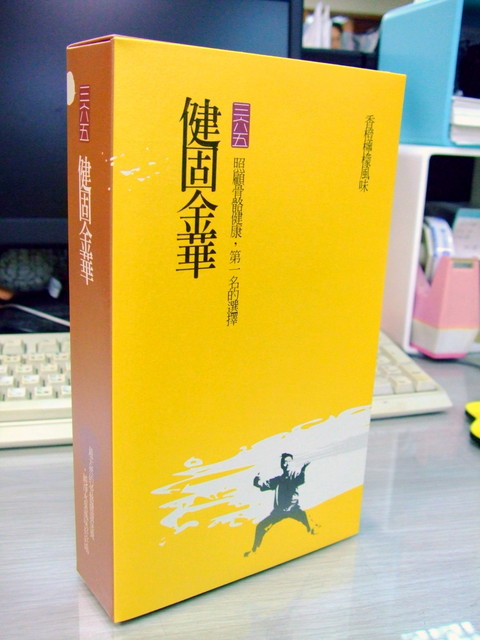 三六五
健固金華
三六五
健固金華
照顧骨骼健康，第一名的選擇
香橙檸檬風味